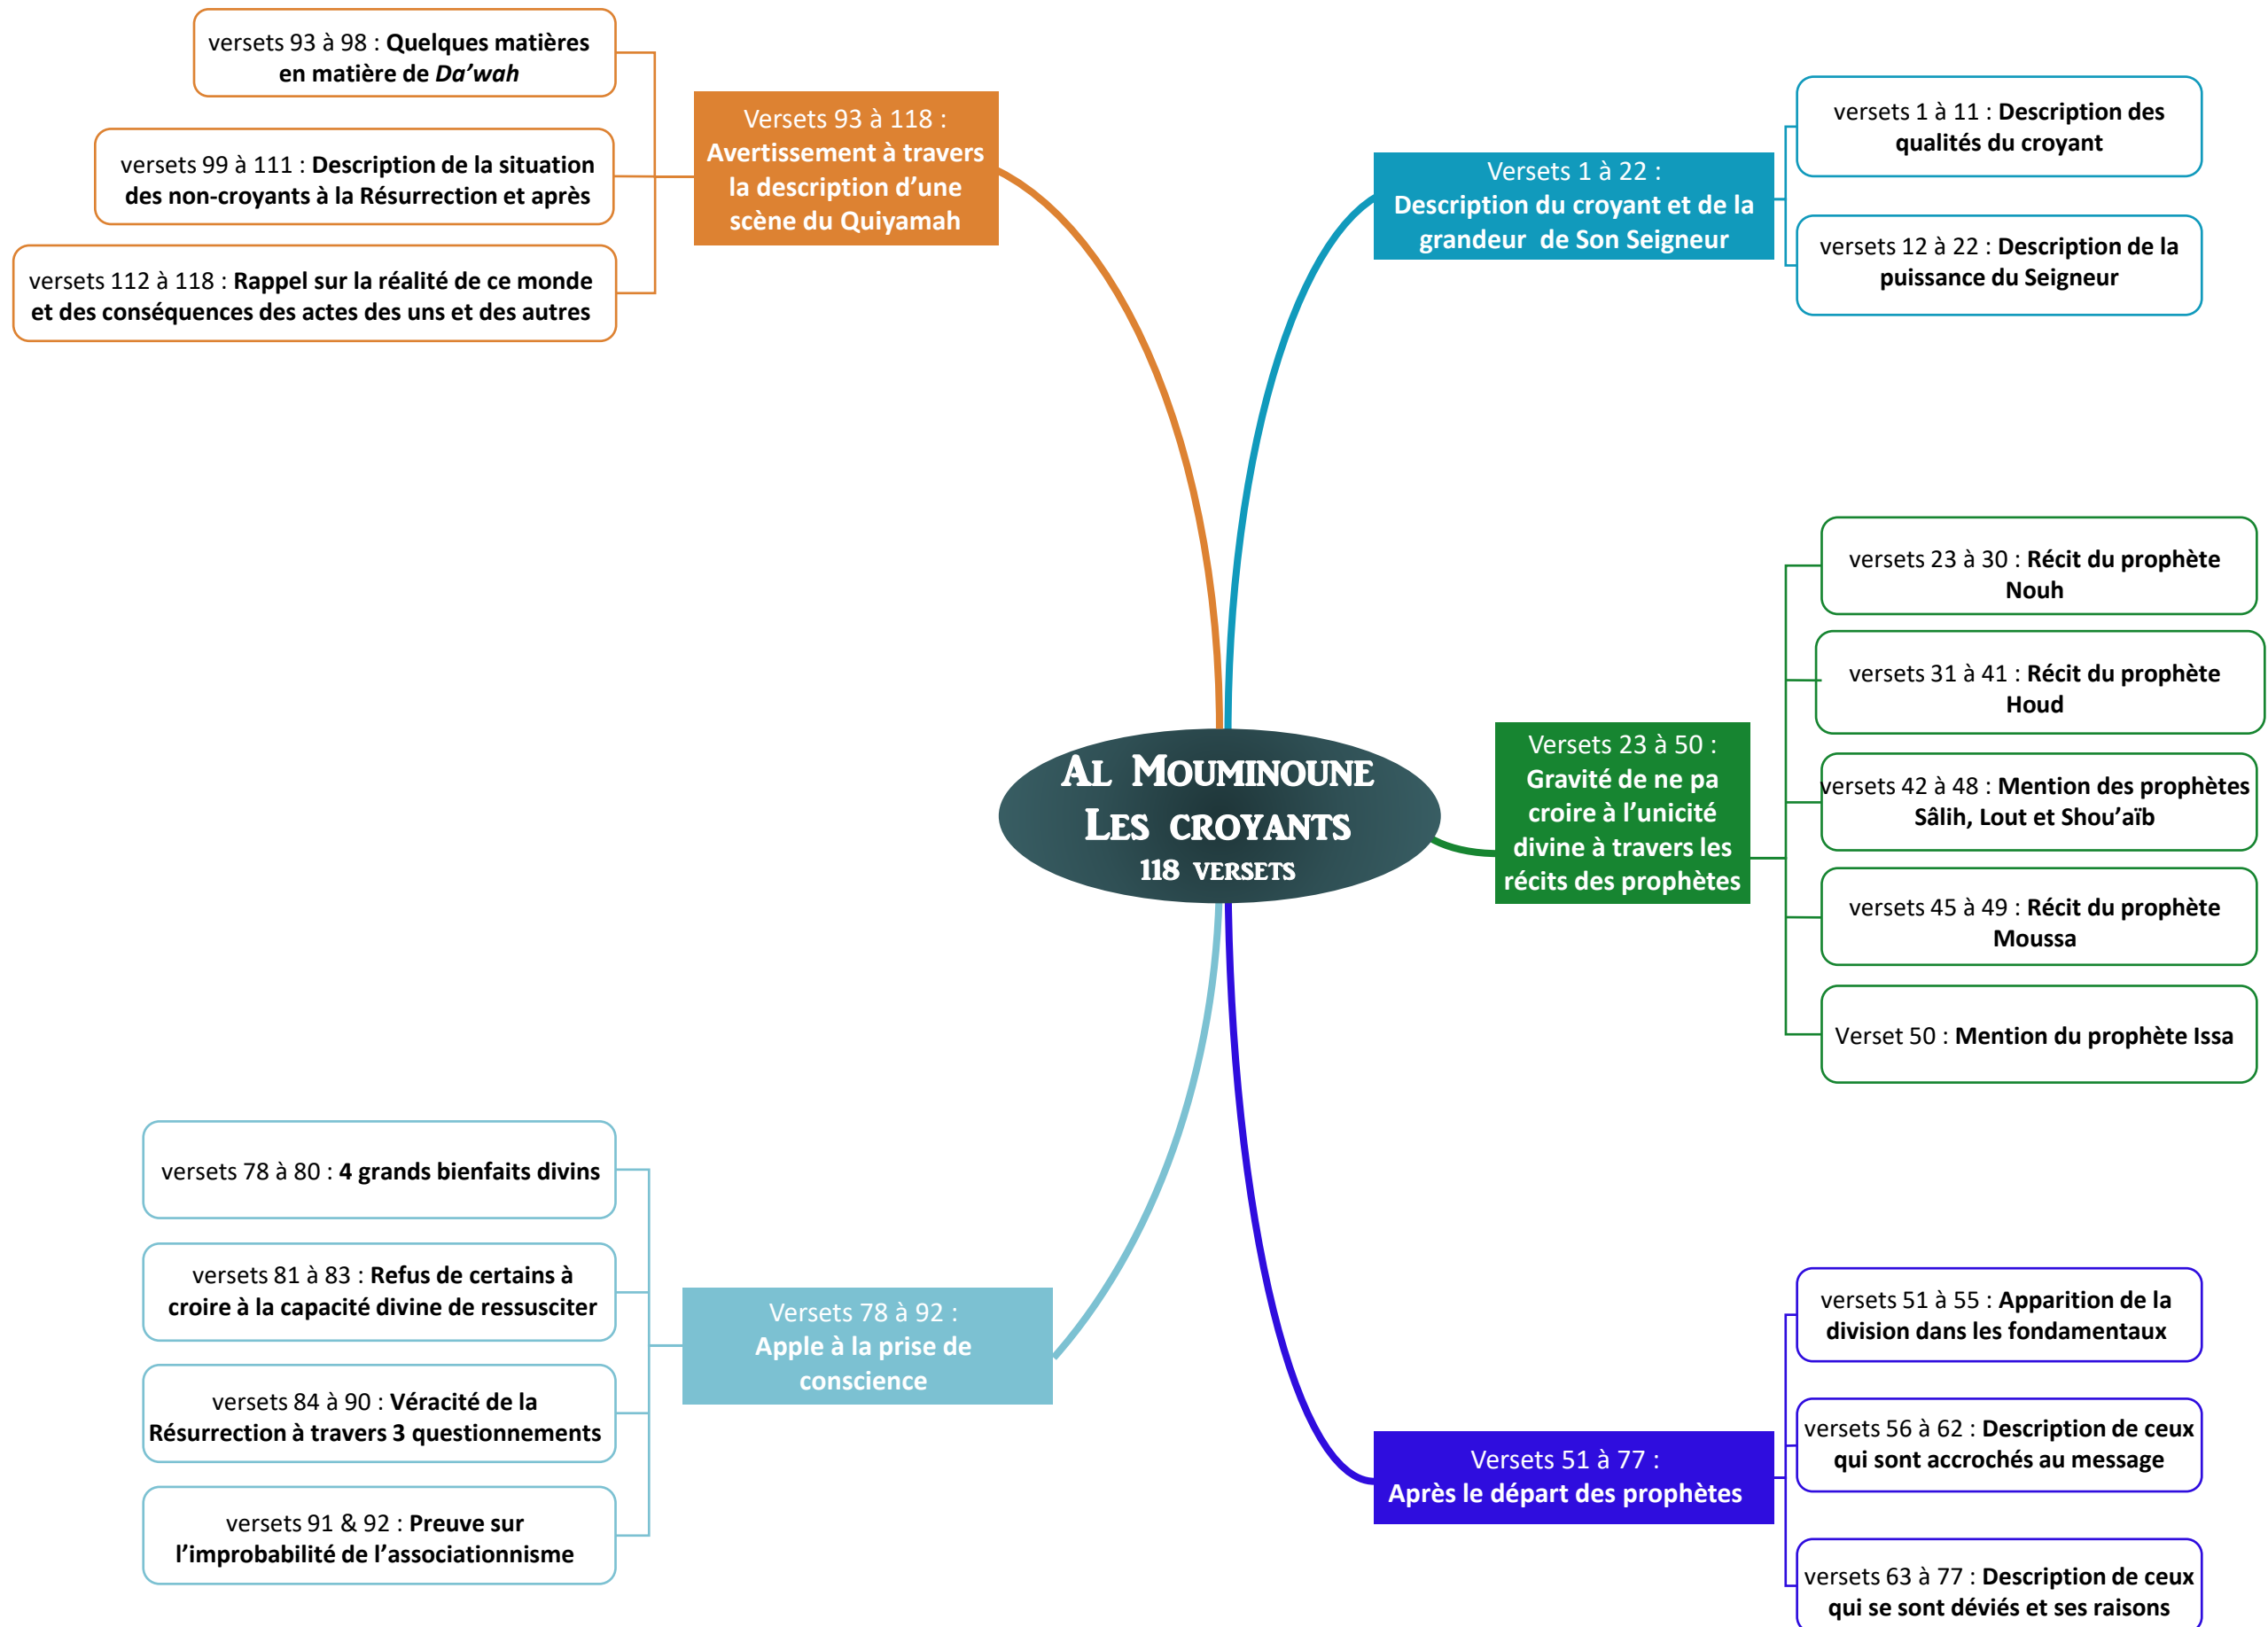 AL MOUMINOUNE
LES CROYANTS
118 VERSETS
Versets 1 à 22 :
Description du croyant et de la
grandeur de Son Seigneur
versets 1 à 11 : Description des
qualités du croyant
versets 12 à 22 : Description de la
puissance du Seigneur
Versets 23 à 50 :
Gravité de ne pa
croire à l’unicité
divine à travers les
récits des prophètes
versets 23 à 30 : Récit du prophète
Nouh
versets 31 à 41 : Récit du prophète
Houd
versets 42 à 48 : Mention des prophètes
Sâlih, Lout et Shou’aïb
versets 45 à 49 : Récit du prophète
Moussa
Verset 50 : Mention du prophète Issa
Versets 51 à 77 :
Après le départ des prophètes
versets 51 à 55 : Apparition de la
division dans les fondamentaux
versets 56 à 62 : Description de ceux
qui sont accrochés au message
versets 63 à 77 : Description de ceux
qui se sont déviés et ses raisons
Versets 78 à 92 :
Apple à la prise de
conscience
versets 78 à 80 : 4 grands bienfaits divins
versets 81 à 83 : Refus de certains à
croire à la capacité divine de ressusciter
versets 84 à 90 : Véracité de la
Résurrection à travers 3 questionnements
versets 91 & 92 : Preuve sur
l’improbabilité de l’associationnisme
Versets 93 à 118 :
Avertissement à travers
la description d’une
scène du Quiyamah
versets 93 à 98 : Quelques matières
en matière de Da’wah
versets 99 à 111 : Description de la situation
des non-croyants à la Résurrection et après
versets 112 à 118 : Rappel sur la réalité de ce monde
et des conséquences des actes des uns et des autres